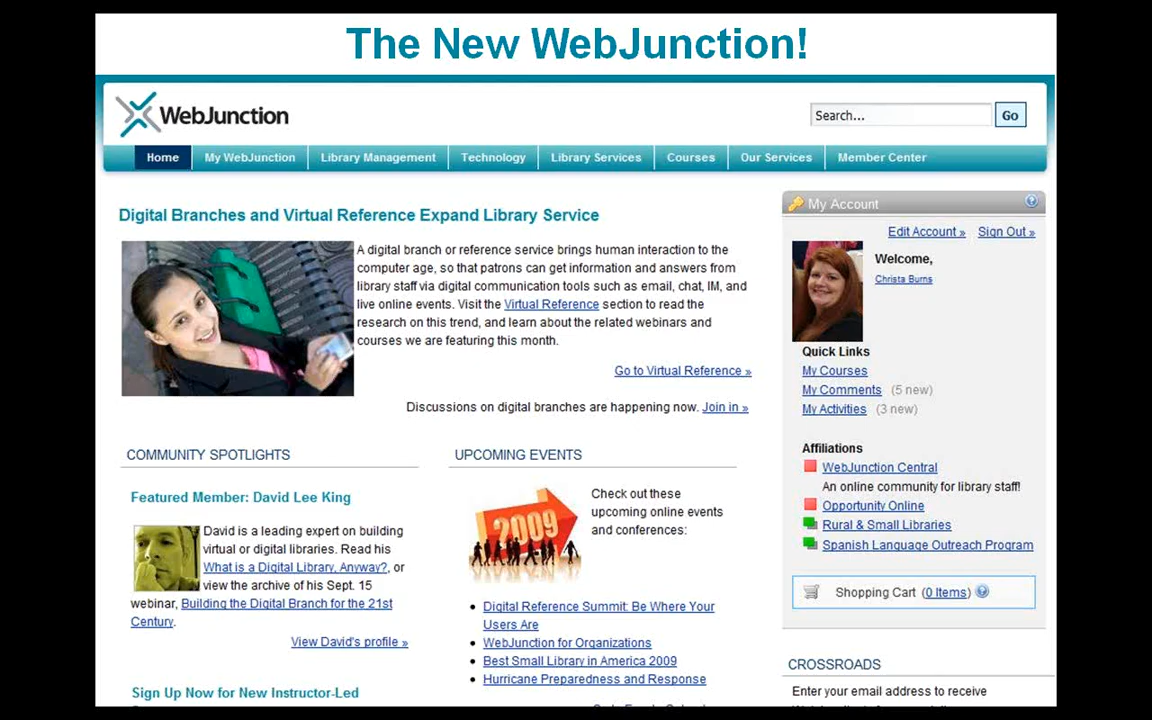 The New WebJunction!
WebJunction
Search...
Go
Home
My WebJunction
Library Management
Technology
Library Services
Courses
Our Services
Member Center
Digital Branches and Virtual Reference Expand Library Service
A digital branch or reference service brings human interaction to the
computer age, so that patrons can get information and answers from
library staff via digital communication tools such as email, chat, IM, and
live online events. Visit the Virtual Reference section to read the
research on this trend, and learn about the related webinars and
courses we are featuring this month.
Go to Virtual Reference »
Discussions on digital branches are happening now. Join in »
COMMUNITY SPOTLIGHTS
Featured Member: David Lee King
David is a leading expert on building
virtual or digital libraries. Read his
What is a Digital Library, Anyway?, or
view the archive of his Sept. 15
webinar, Building the Digital Branch for the 21st
Century.
View David's profile »
Sign Up Now for New Instructor-Led
UPCOMING EVENTS
2009
Check out these
upcoming online events
and conferences:
• Digital Reference Summit: Be Where Your
Users Are
• WebJunction for Organizations
• Best Small Library in America 2009
• Hurricane Preparedness and Response
My Account
?
Edit Account » Sign Out »
Welcome,
Christa Burns
Quick Links
My Courses
My Comments (5 new)
My Activities (3 new)
Affiliations
WebJunction Central
An online community for library staff!
Opportunity Online
Rural & Small Libraries
Spanish Language Outreach Program
Shopping Cart (0 Items) ?
CROSSROADS
Enter your email address to receive